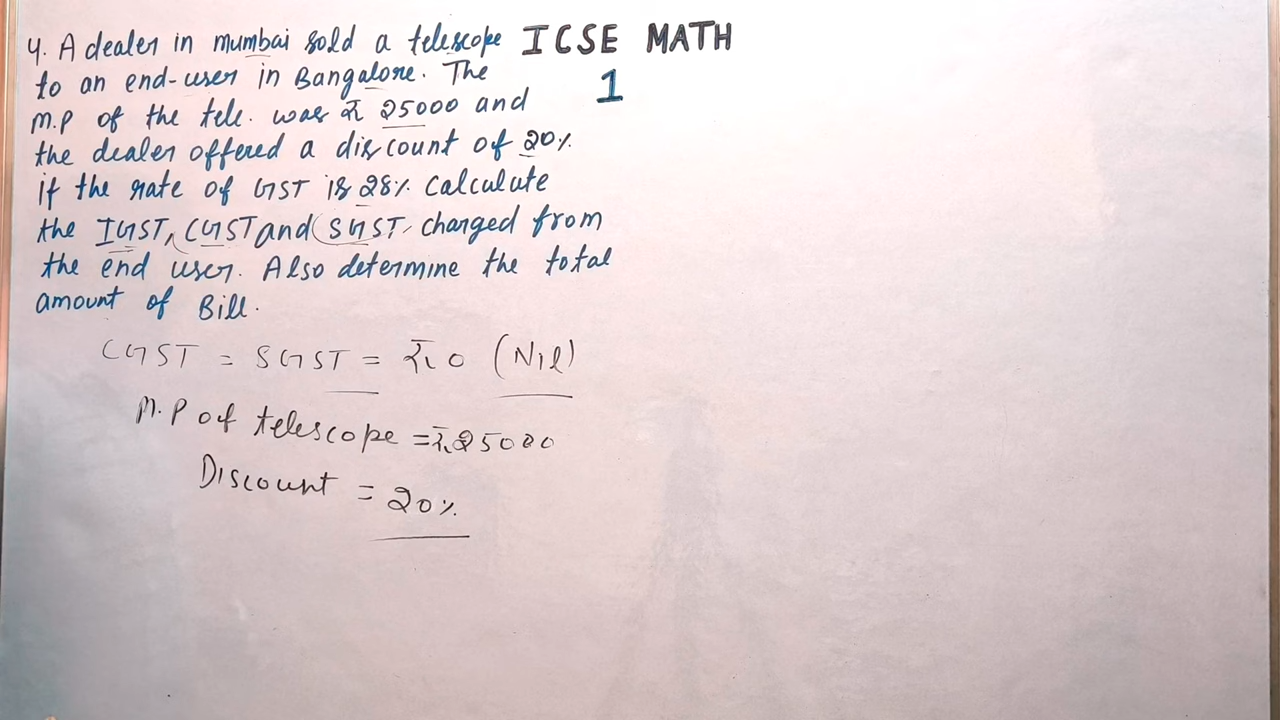 4. A dealer in mumbai sold a telescope
ICSE MATH
1
to an end-user in Bangalore. The
M.P of the tele. was ₹ 25000 and
the dealer offered a discount of 20%
if the rate of GST is 28% Calculate
the IGST, CGST and SGST charged from
the end user. Also determine the total
amount of Bill.
CGST = SGST = ₹ 0 (Nil)
M.P of telescope = ₹ 25000
Discount = 20%